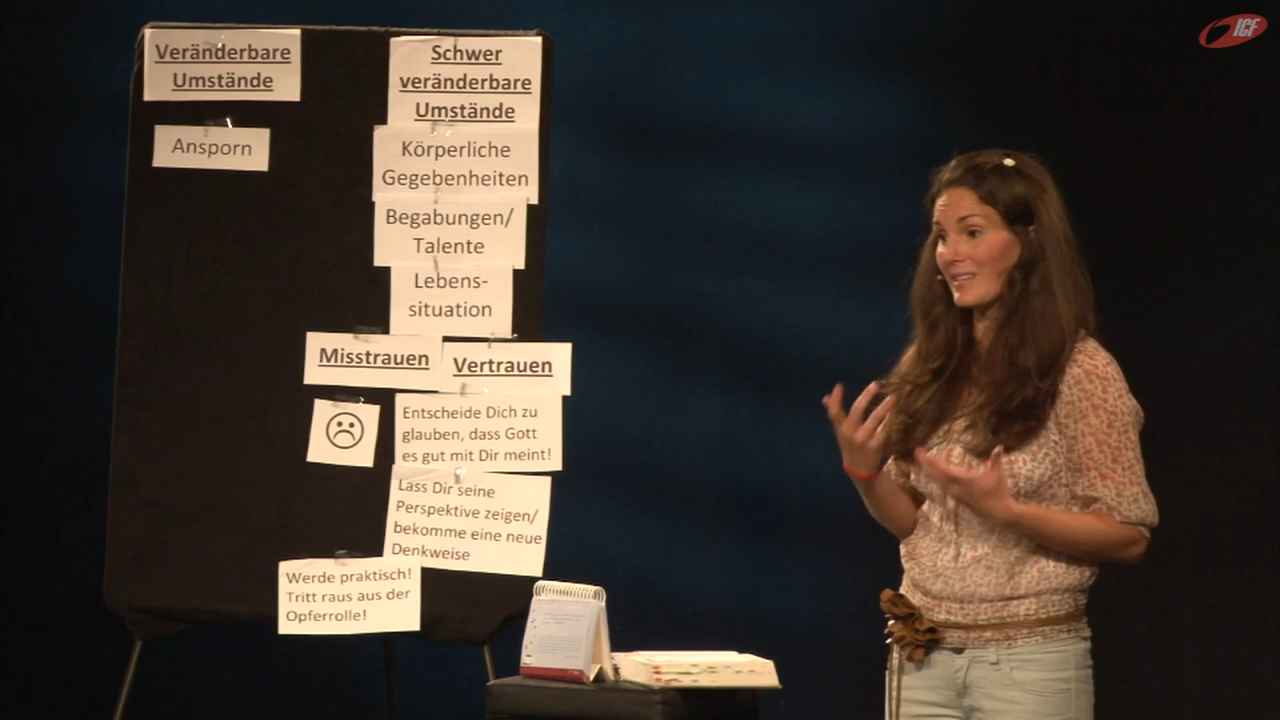 Veränderbare
Umstände
Ansporn
Schwer
veränderbare
Umstände
Körperliche
Gegebenheiten
Begabungen/
Talente
Lebens-
situation
Misstrauen
Vertrauen
Entscheide Dich zu
glauben, dass Gott
es gut mit Dir meint!
Lass Dir seine
Perspektive zeigen/
bekomme eine neue
Denkweise
Werde praktisch!
Tritt raus aus der
Opferrolle!
ICF